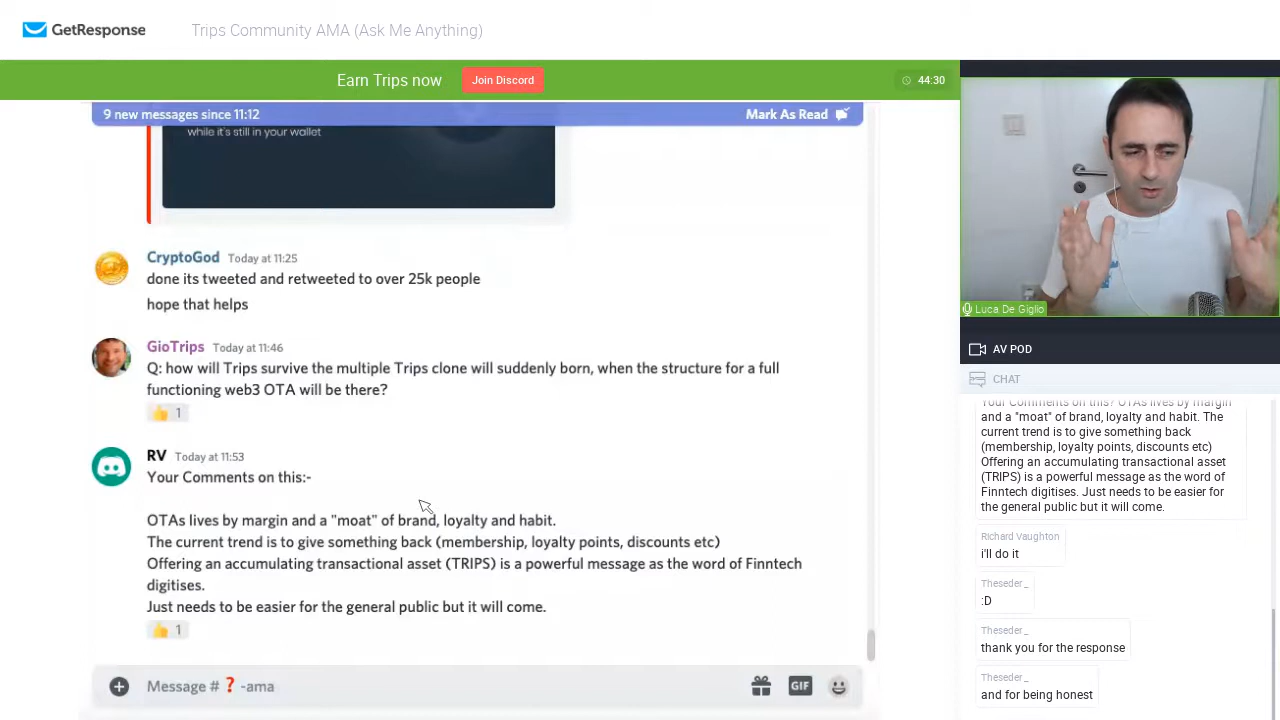 GetResponse
Trips Community AMA (Ask Me Anything)
Earn Trips now
Join Discord
44:30
9 new messages since 11:12
Mark As Read
while it's still in your wallet
CryptoGod Today at 11:25
done its tweeted and retweeted to over 25k people
hope that helps
GioTrips Today at 11:46
Q: how will Trips survive the multiple Trips clone will suddenly born, when the structure for a full
functioning web3 OTA will be there?
1
RV Today at 11:53
Your Comments on this:-
OTAs lives by margin and a "moat" of brand, loyalty and habit.
The current trend is to give something back (membership, loyalty points, discounts etc)
Offering an accumulating transactional asset (TRIPS) is a powerful message as the word of Finntech
digitises.
Just needs to be easier for the general public but it will come.
1
Message # ❓ -ama
GIF
Luca De Giglio
AV POD
CHAT
Your Comments on this? OTAs lives by margin
and a "moat" of brand, loyalty and habit. The
current trend is to give something back
(membership, loyalty points, discounts etc)
Offering an accumulating transactional asset
(TRIPS) is a powerful message as the word of
Finntech digitises. Just needs to be easier for
the general public but it will come.
Richard Vaughton
i'll do it
Theseder_
:D
Theseder_
thank you for the response
Theseder_
and for being honest